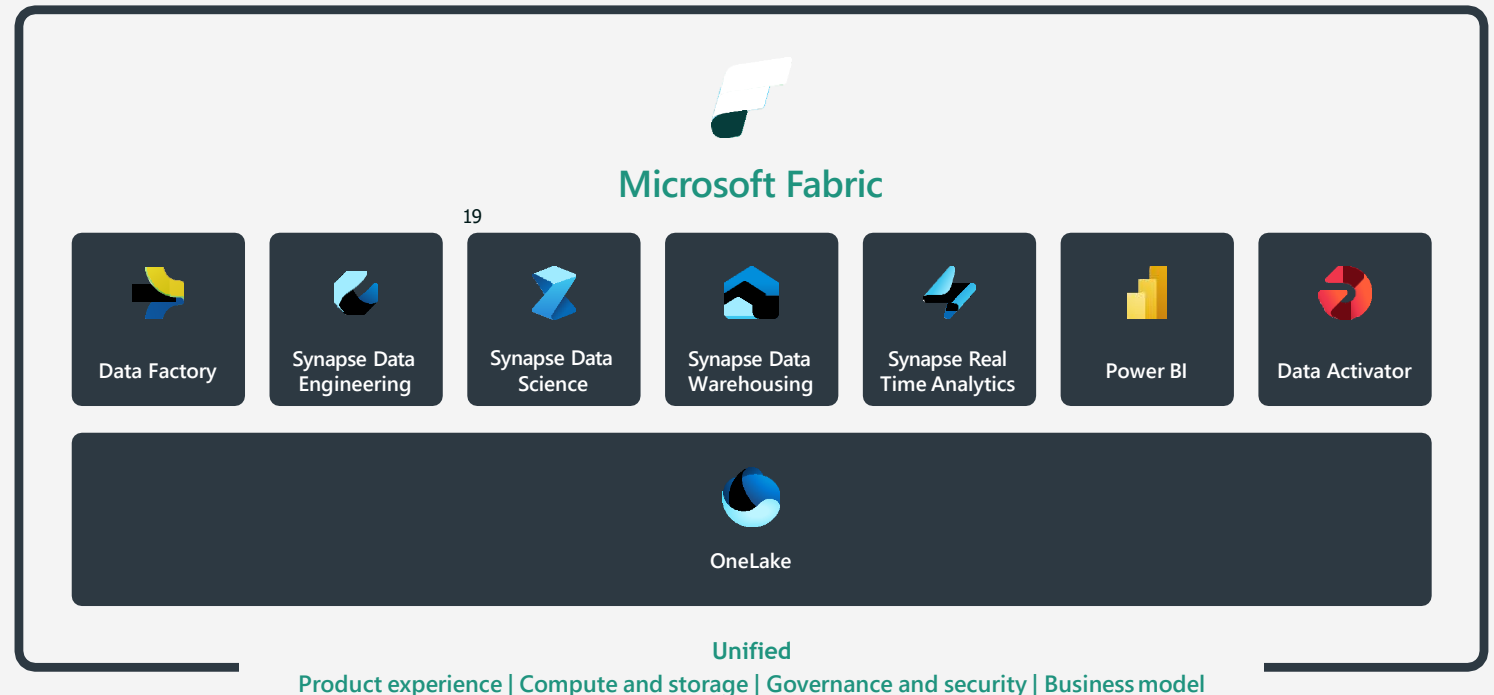 Microsoft Fabric
19
Data Factory
Synapse Data
Engineering
Synapse Data
Science
Synapse Data
Warehousing
Synapse Real
Time Analytics
Power BI
Data Activator
OneLake
Unified
Product experience | Compute and storage | Governance and security | Business model